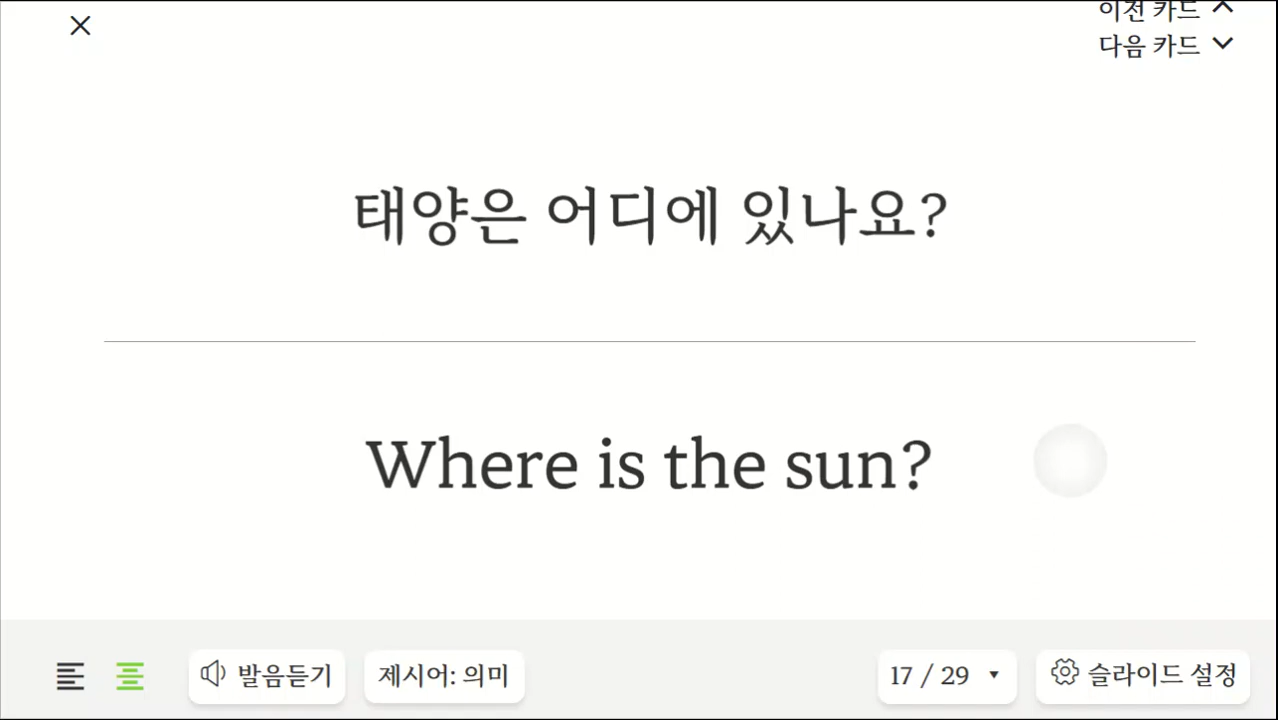 이전 카드
다음 카드
태양은 어디에 있나요?
Where is the sun?
발음듣기 제시어: 의미 17 / 29 슬라이드 설정